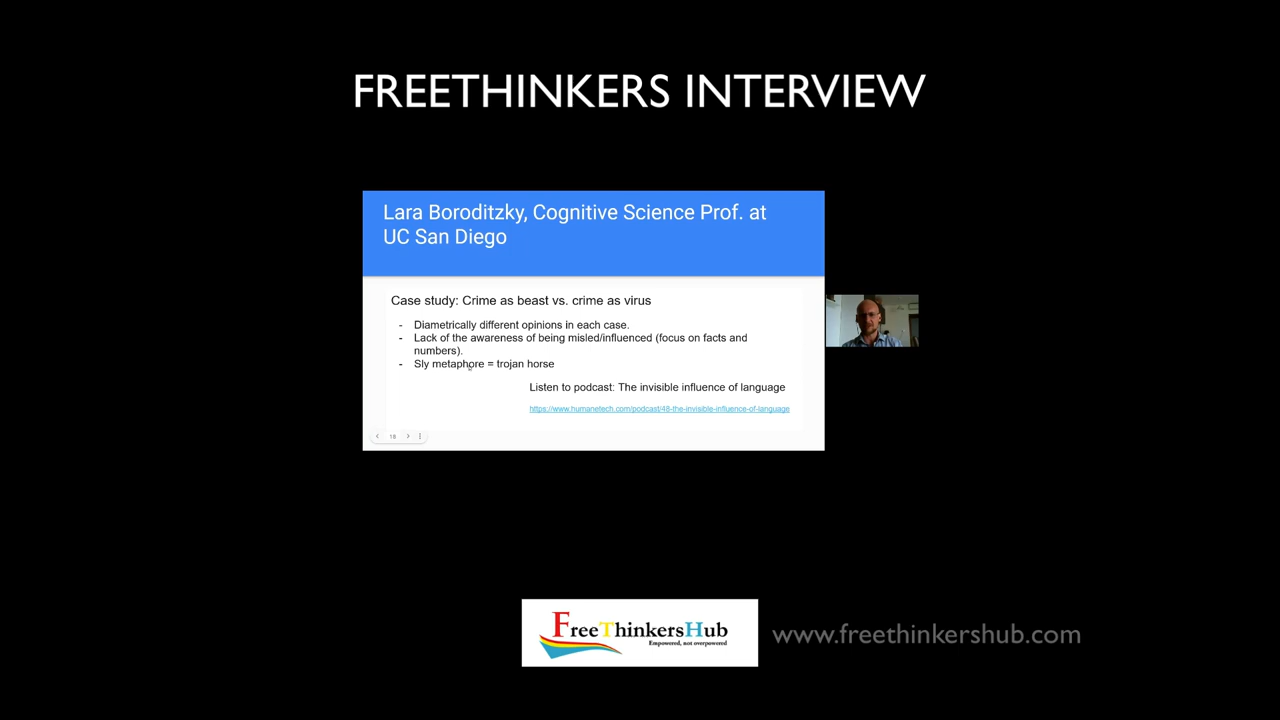 FREETHINKERS INTERVIEW
Lara Boroditzky, Cognitive Science Prof. at
UC San Diego
Case study: Crime as beast vs. crime as virus
- Diametrically different opinions in each case.
- Lack of the awareness of being misled/influenced (focus on facts and
numbers).
- Sly metaphore = trojan horse
Listen to podcast: The invisible influence of language
https://www.humanetech.com/podcast/48-the-invisible-influence-of-language
18
FreeThinkersHub
Empowered, not overpowered
www.freethinkershub.com